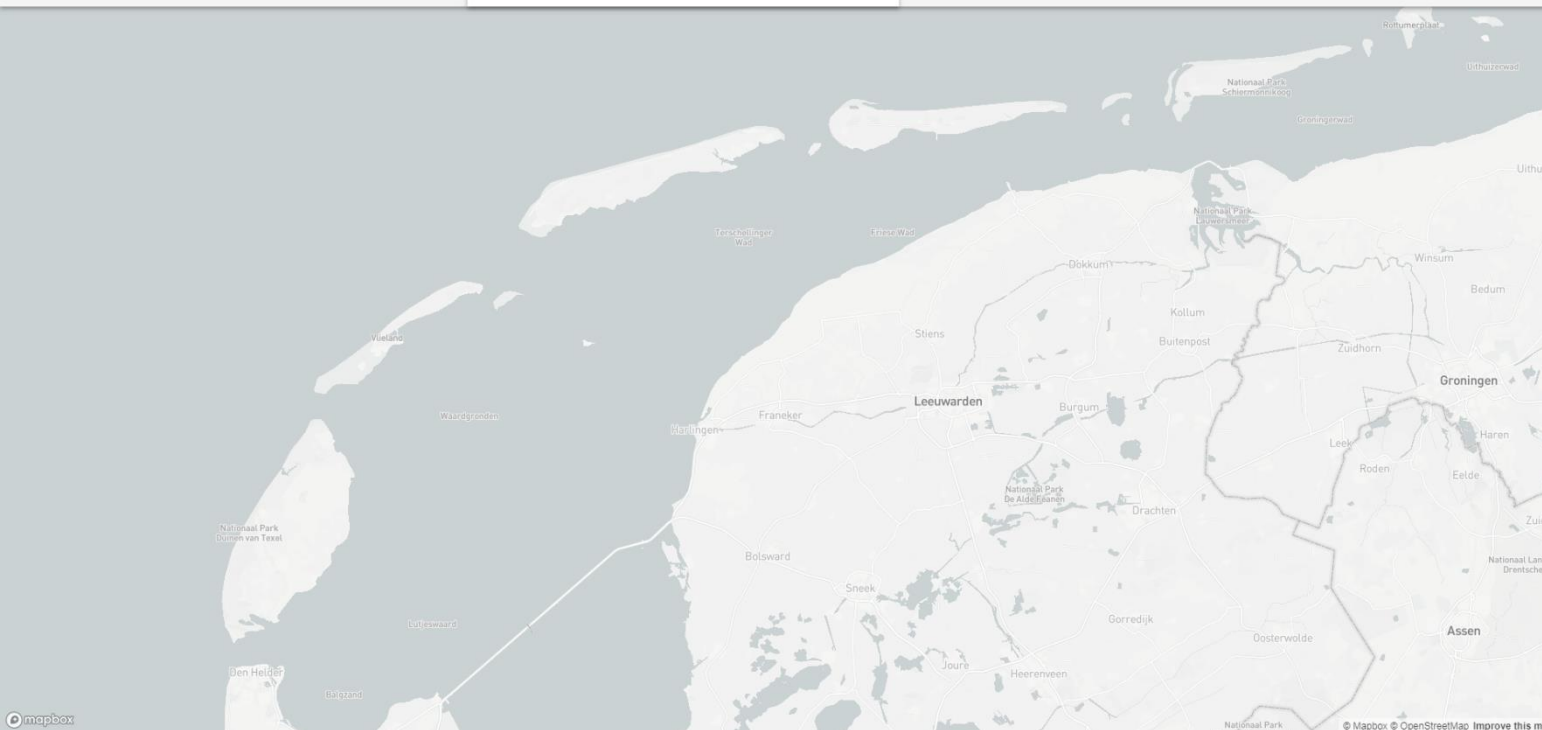 Rottumerplaat
Uithuizerwad
Nationaal Park
Schiermonnikoog
Groningerwad
Uithu
Nationaal Park
Lauwersmeer
Terschellinger
Wad
Friese Wad
Dokkum
Winsum
Bedum
Kollum
Vlieland
Stiens
Buitenpost
Zuidhorn
Groningen
Leeuwarden
Burgum
Waardgronden
Franeker
Harlingen
Leek
Haren
Roden
Eelde
Nationaal Park
De Alde Feanen
Drachten
Zui
Nationaal Park
Duinen van Texel
Bolsward
Nationaal Lan
Drentsche
Sneek
Lutjeswaard
Gorredijk
Oosterwolde
Assen
Joure
Heerenveen
Den Helder
Balgzand
mapbox
Nationaal Park
© Mapbox © OpenStreetMap Improve this m